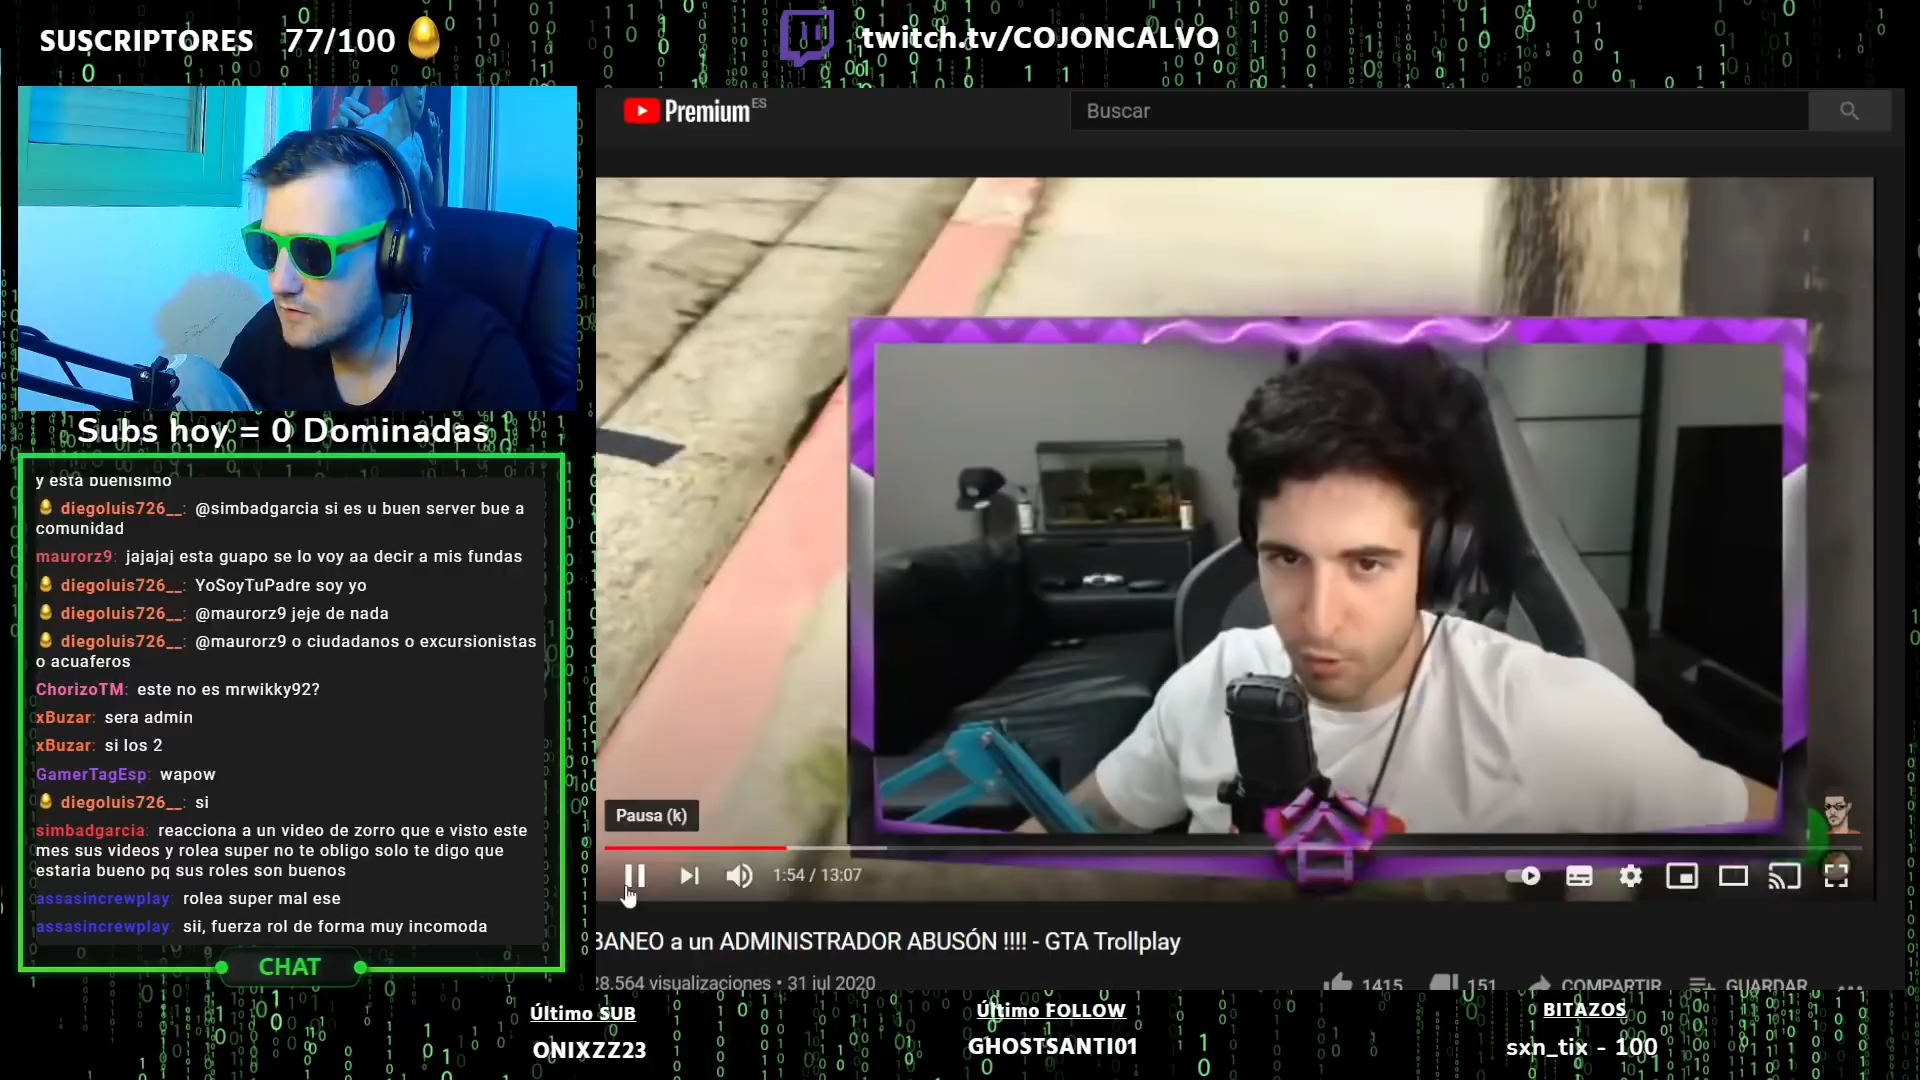 SUSCRIPTORES 77/100
twitch.tv/COJONCALVO
Premium ES
Buscar
Subs hoy = 0 Dominadas
y esta buenisimo
diegoluis726__: @simbadgarcia si es u buen server bue a
comunidad
maurorz9: jajajaj esta guapo se lo voy aa decir a mis fundas
diegoluis726__: YoSoyTuPadre soy yo
diegoluis726__: @maurorz9 jeje de nada
diegoluis726__: @maurorz9 o ciudadanos o excursionistas
o acuaferos
ChorizoTM: este no es mrwikky92?
xBuzar: sera admin
xBuzar: si los 2
GamerTagEsp: wapow
diegoluis726__: si
simbadgarcia: reacciona a un video de zorro que e visto este
mes sus videos y rolea super no te obligo solo te digo que
estaria bueno pq sus roles son buenos
assasincrewplay: rolea super mal ese
assasincrewplay: sii, fuerza rol de forma muy incomoda
CHAT
Pausa (k)
1:54 / 13:07
BANEO a un ADMINISTRADOR ABUSÓN !!!! - GTA Trollplay
28.564 visualizaciones • 31 jul 2020
1415
151
COMPARTIR
GUARDAR
Último SUB
ONIXZZ23
Último FOLLOW
GHOSTSANTI01
BITAZOS
sxn_tix - 100